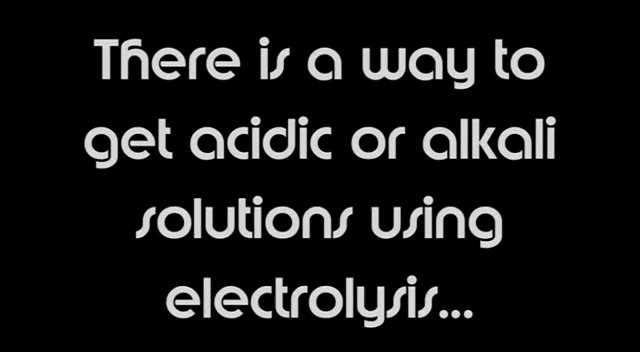 There is a way to
get acidic or alkali
solutions using
electrolysis...